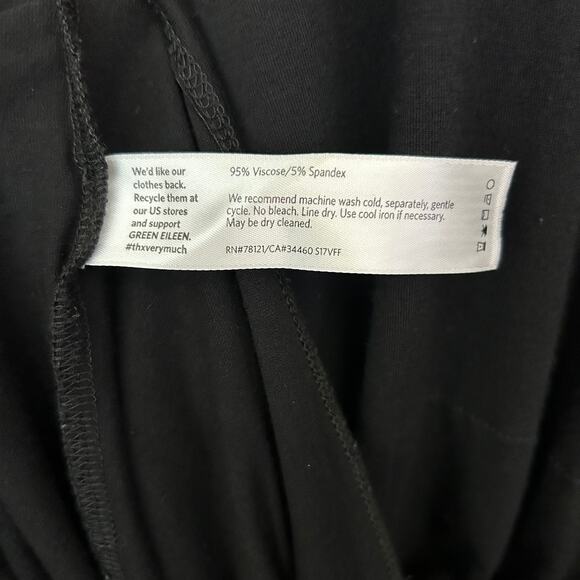 We'd like our
clothes back.
Recycle them at
our US stores
and support
GREEN EILEEN.
#thxverymuch
95% Viscose/5% Spandex
We recommend machine wash cold, separately, gentle
cycle. No bleach. Line dry. Use cool iron if necessary.
May be dry cleaned.
RN#78121/CA#34460 S17VFF